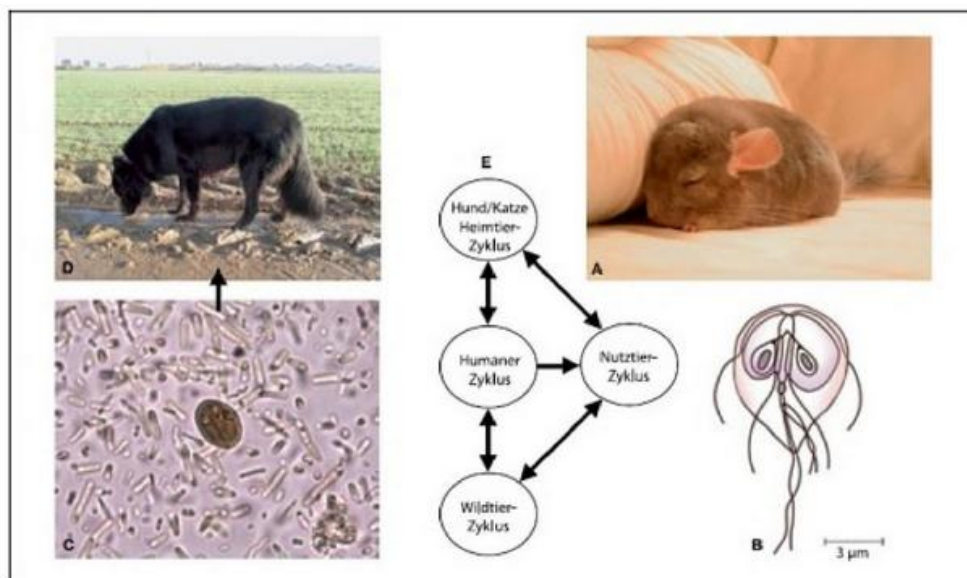 D
E
Hund/Katze
Heimtier-
Zyklus
A
Humaner
Zyklus
Nutztier-
Zyklus
C
Wildtier-
Zyklus
B
3 µm